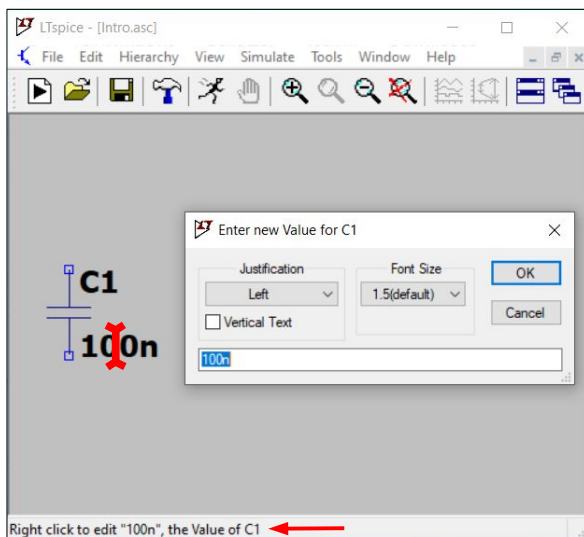 LTspice - [Intro.asc]
File Edit Hierarchy View Simulate Tools Window Help
Enter new Value for C1
Justification
Font Size
Left
1.5(default)
OK
Vertical Text
Cancel
100n
C1
100n
Right click to edit "100n", the Value of C1